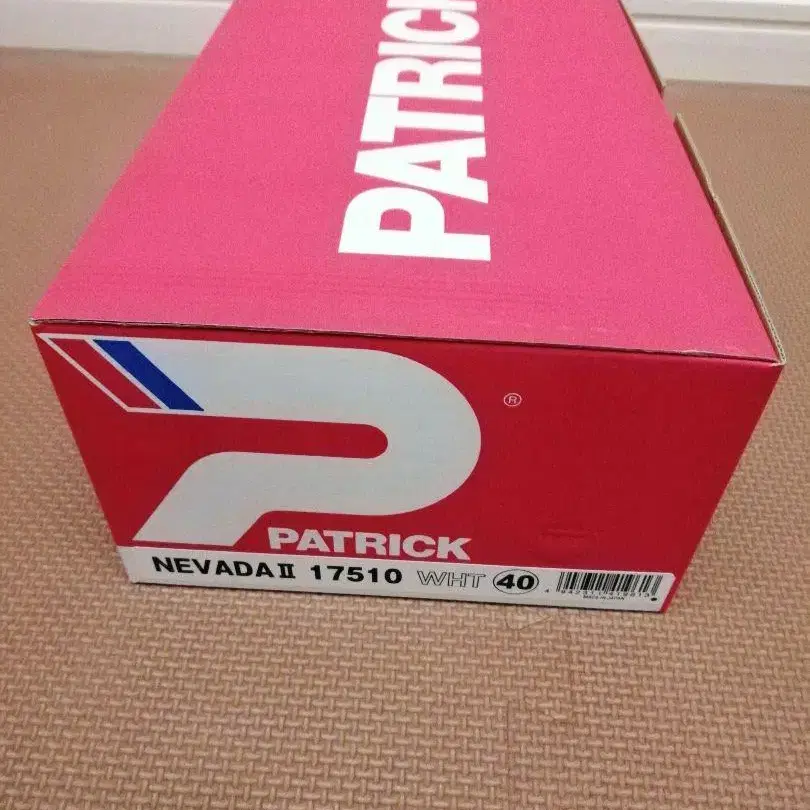 PATRICK
®
PATRICK
NEVADA II 17510 WHT 40
MADE IN JAPAN